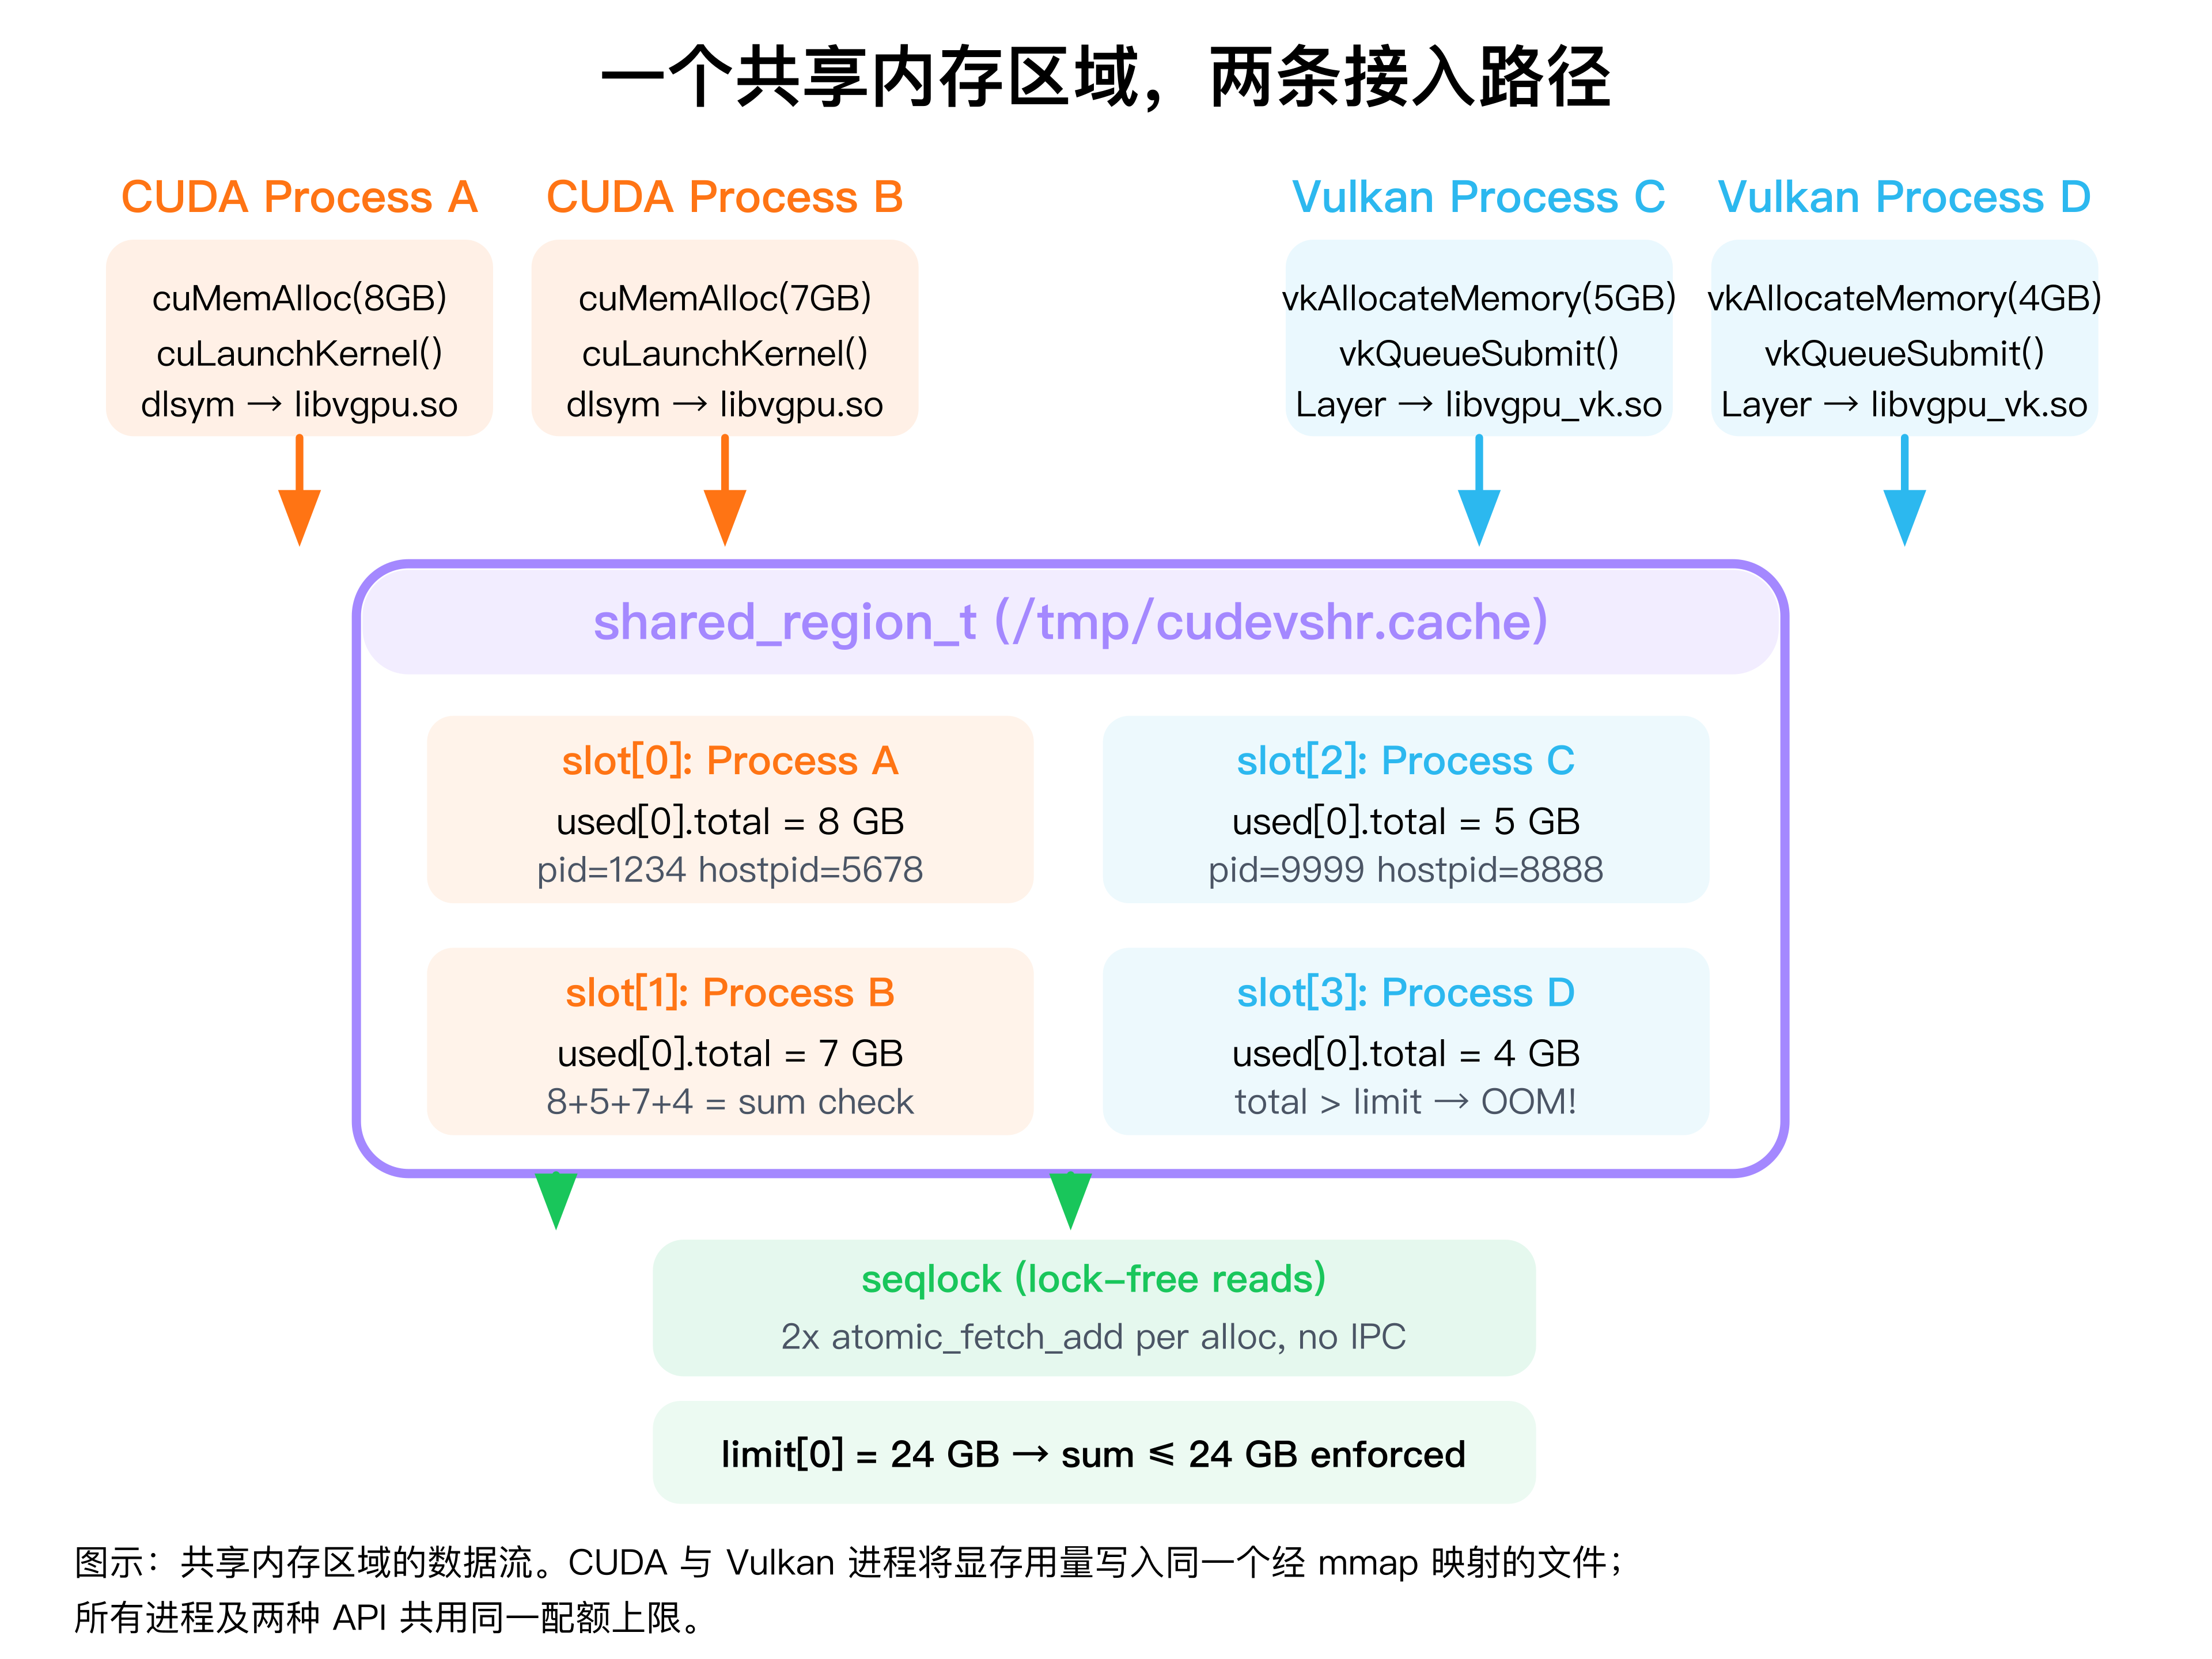 一个共享内存区域，两条接入路径
CUDA Process A
cuMemAlloc(8GB)
cuLaunchKernel()
dlsym → libvgpu.so
CUDA Process B
cuMemAlloc(7GB)
cuLaunchKernel()
dlsym → libvgpu.so
Vulkan Process C
vkAllocateMemory(5GB)
vkQueueSubmit()
Layer → libvgpu_vk.so
Vulkan Process D
vkAllocateMemory(4GB)
vkQueueSubmit()
Layer → libvgpu_vk.so
shared_region_t (/tmp/cudevshr.cache)
slot[0]: Process A
used[0].total = 8 GB
pid=1234 hostpid=5678
slot[2]: Process C
used[0].total = 5 GB
pid=9999 hostpid=8888
slot[1]: Process B
used[0].total = 7 GB
8+5+7+4 = sum check
slot[3]: Process D
used[0].total = 4 GB
total > limit → OOM!
seqlock (lock-free reads)
2x atomic_fetch_add per alloc, no IPC
limit[0] = 24 GB → sum ≤ 24 GB enforced
图示：共享内存区域的数据流。CUDA 与 Vulkan 进程将显存用量写入同一个经 mmap 映射的文件；
所有进程及两种 API 共用同一配额上限。